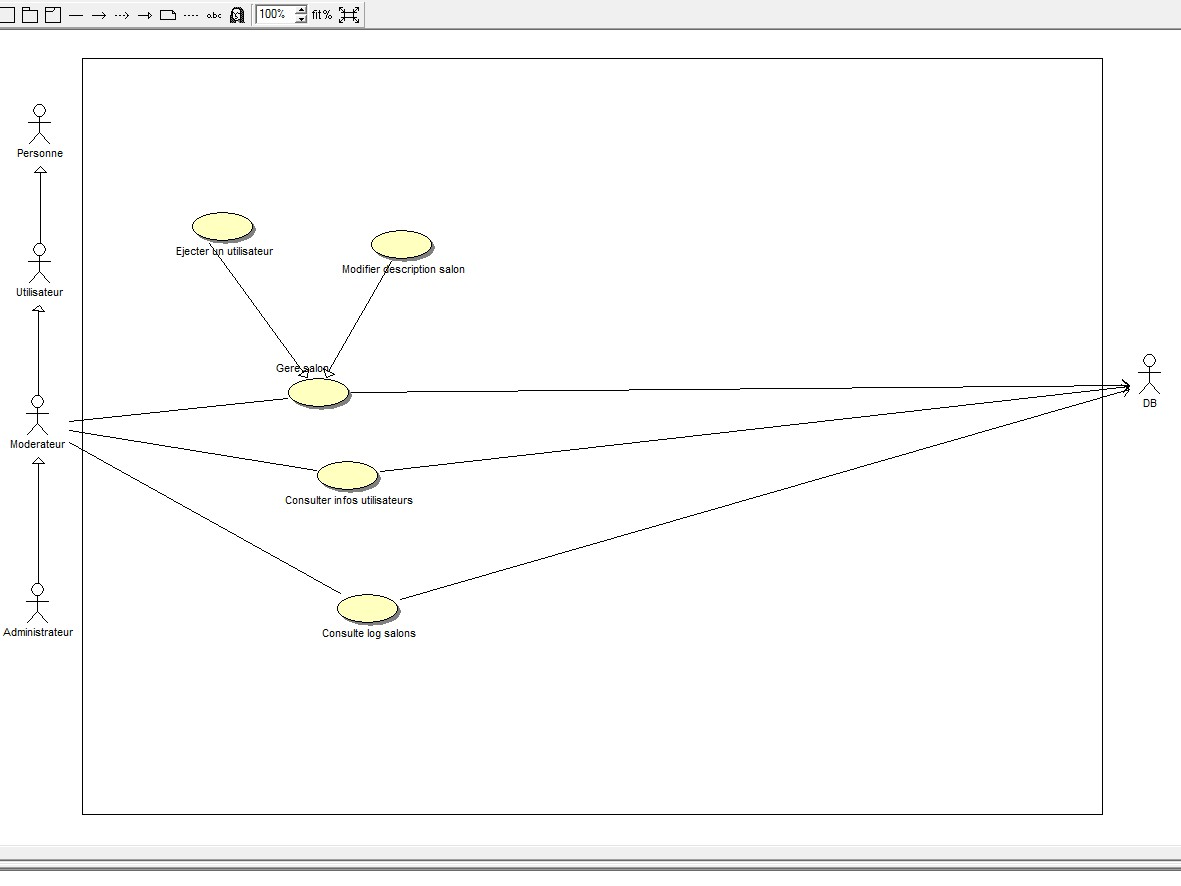 abc
100%
fit%
Personne
Ejecter un utilisateur
Modifier description salon
Utilisateur
Gere salon
DB
Moderateur
Consulter infos utilisateurs
Administrateur
Consulte log salons